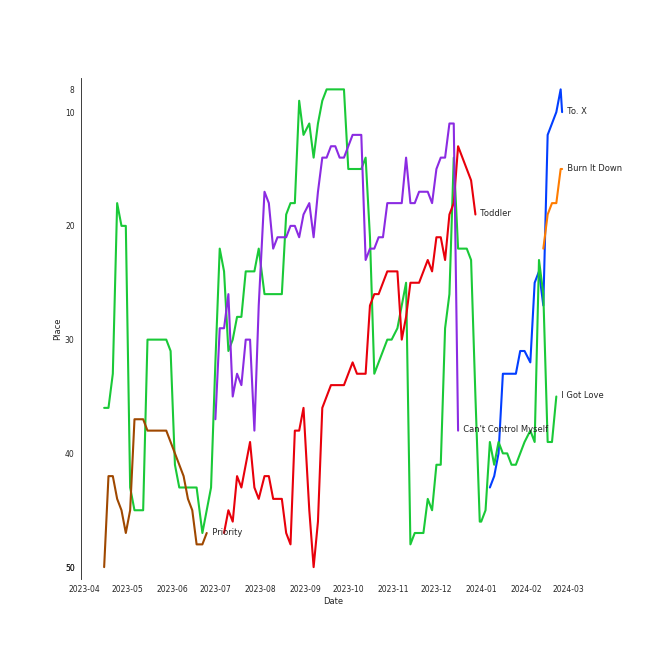 8
10
To. X
Burn It Down
Toddler
20
Place
30
I Got Love
Can't Control Myself
40
Priority
50
2023-04 2023-05 2023-06 2023-07 2023-08 2023-09 2023-10 2023-11 2023-12 2024-01 2024-02 2024-03
Date